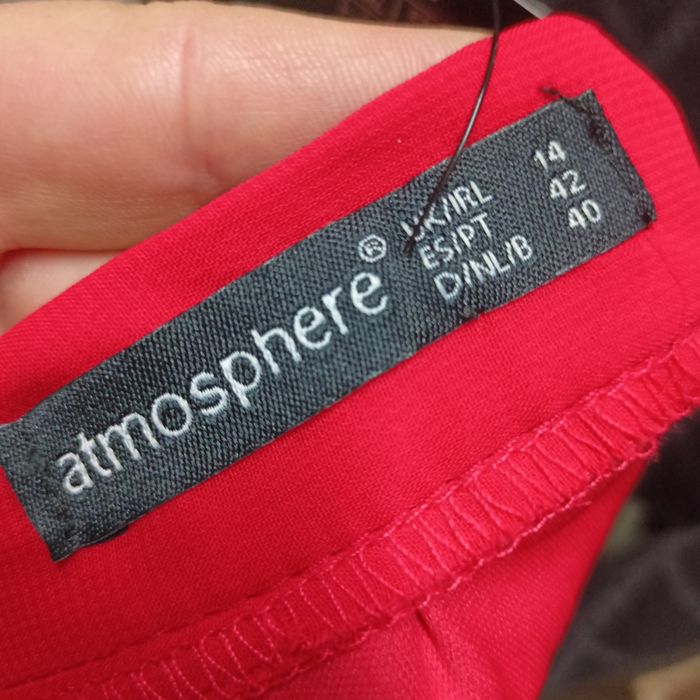 atmosphere®
UK/IRL 14
ES/PT 42
D/NL/B 40